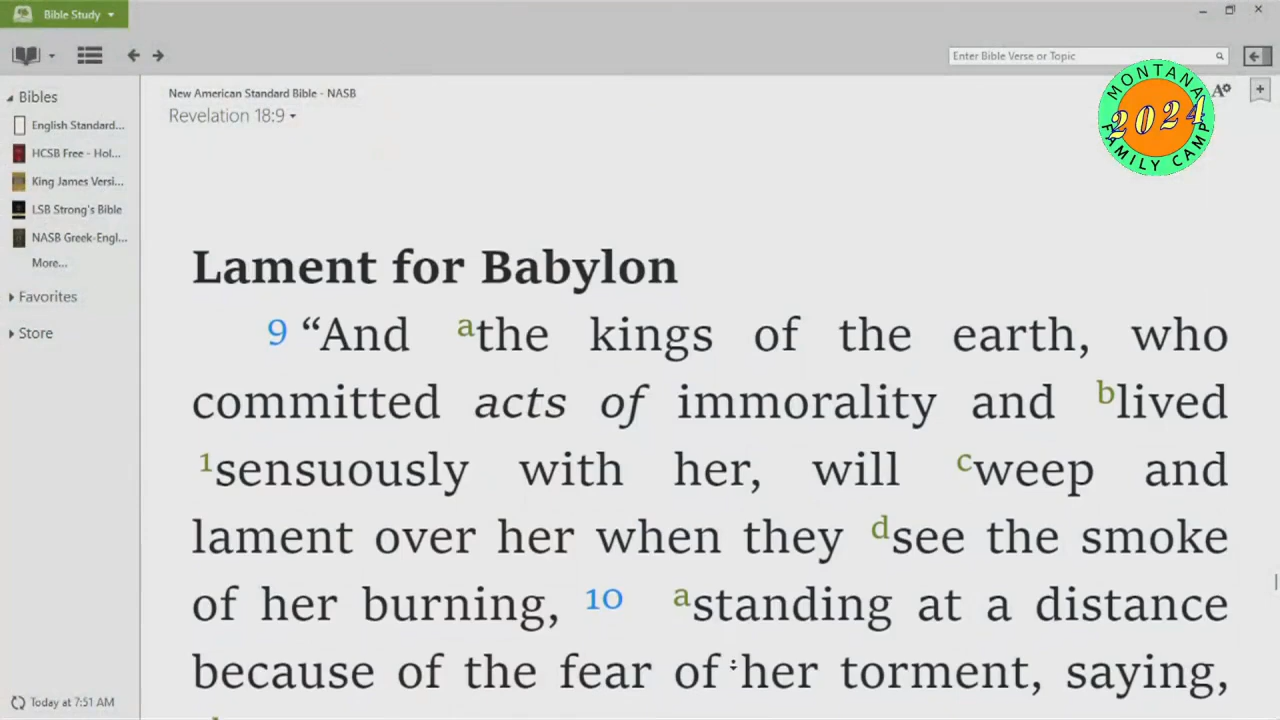 Bible Study
Enter Bible Verse or Topic
Bibles
English Standard...
HCSB Free - Hol...
King James Versi...
LSB Strong's Bible
NASB Greek-Engl...
More...
Favorites
Store
Today at 7:51 AM
New American Standard Bible - NASB
Revelation 18:9
MONTANA
2024
FAMILY CAMP
Lament for Babylon
9 “And athe kings of the earth, who
committed acts of immorality and blived
1sensuously with her, will cweep and
lament over her when they dsee the smoke
of her burning, 10 astanding at a distance
because of the fear of her torment, saying,